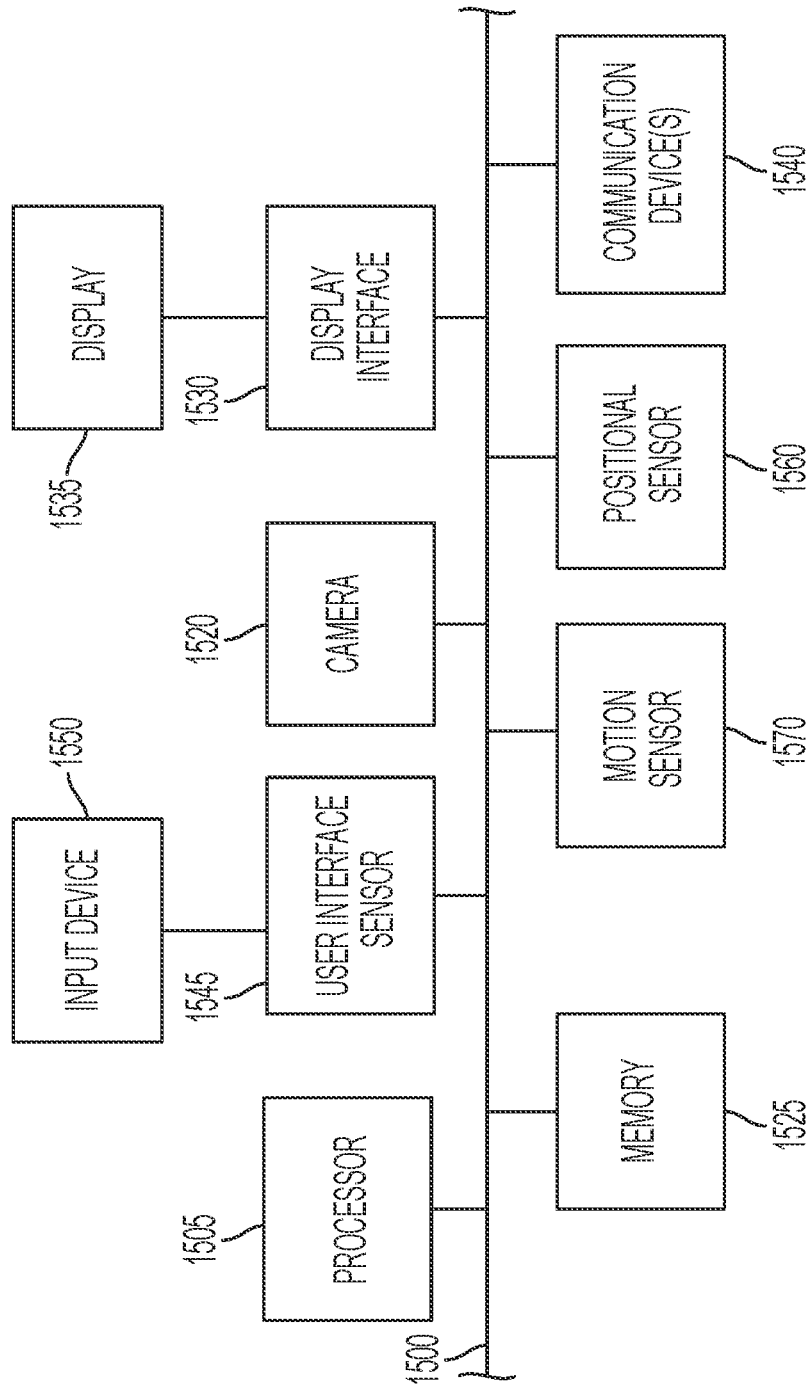 1550
INPUT DEVICE
1535
DISPLAY
1505
PROCESSOR
1545
USER INTERFACE
SENSOR
1520
CAMERA
1530
DISPLAY
INTERFACE
1500
MEMORY
1525
MOTION
SENSOR
1570
POSITIONAL
SENSOR
1560
COMMUNICATION
DEVICE(S)
1540